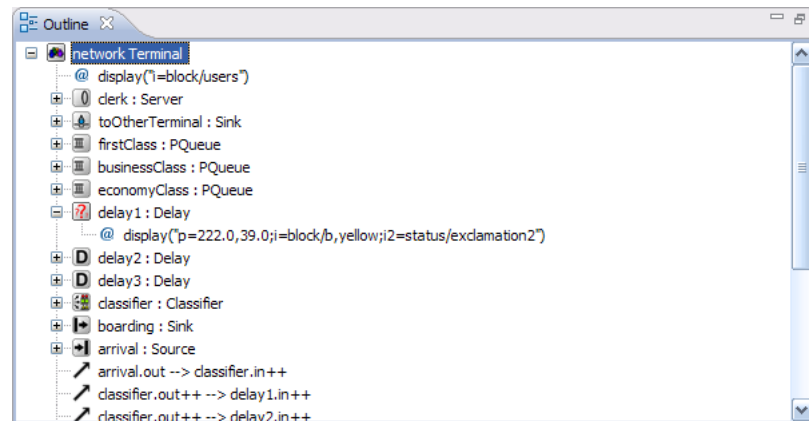 Outline
network Terminal
@ display("i=block/users")
clerk : Server
toOtherTerminal : Sink
firstClass : PQueue
businessClass : PQueue
economyClass : PQueue
delay1 : Delay
@ display("p=222.0,39.0;i=block/b,yellow;i2=status/exclamation2")
D delay2 : Delay
D delay3 : Delay
classifier : Classifier
boarding : Sink
arrival : Source
arrival.out --> classifier.in++
classifier.out++ --> delay1.in++
classifier.out++ --> delay2.in++